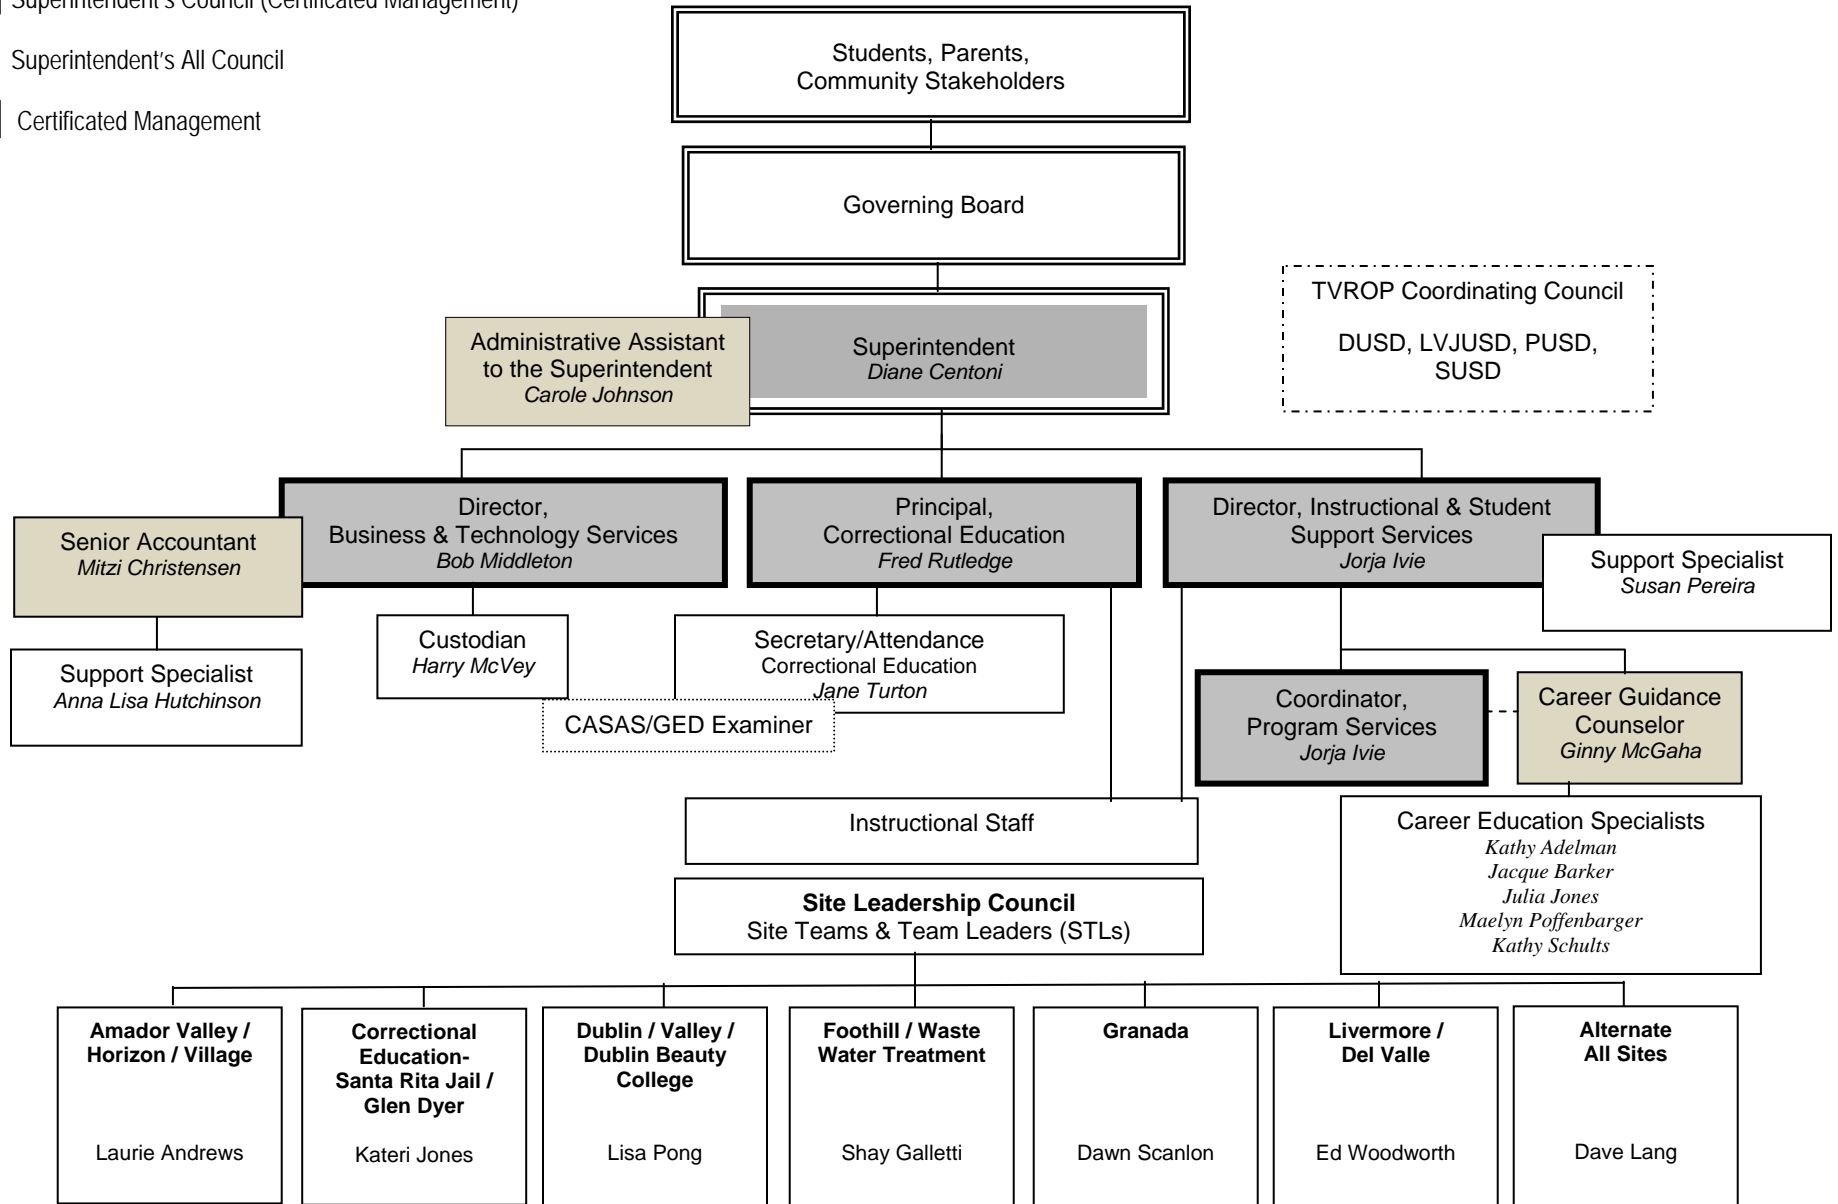 Superintendent's Council (Certificated Management)
Superintendent's All Council
Certificated Management
Students, Parents,
Community Stakeholders
Governing Board
TVROP Coordinating Council
DUSD, LVJUSD, PUSD,
SUSD
Administrative Assistant
to the Superintendent
Carole Johnson
Superintendent
Diane Centoni
Director,
Business & Technology Services
Bob Middleton
Principal,
Correctional Education
Fred Rutledge
Director, Instructional & Student
Support Services
Jorja Ivie
Senior Accountant
Mitzi Christensen
Support Specialist
Susan Pereira
Support Specialist
Anna Lisa Hutchinson
Custodian
Harry McVey
Secretary/Attendance
Correctional Education
Jane Turton
CASAS/GED Examiner
Coordinator,
Program Services
Jorja Ivie
Career Guidance
Counselor
Ginny McGaha
Instructional Staff
Career Education Specialists
Kathy Adelman
Jacque Barker
Julia Jones
Maelyn Poffenbarger
Kathy Schults
Site Leadership Council
Site Teams & Team Leaders (STLs)
Amador Valley /
Horizon / Village
Laurie Andrews
Correctional
Education-
Santa Rita Jail /
Glen Dyer
Kateri Jones
Dublin / Valley /
Dublin Beauty
College
Lisa Pong
Foothill / Waste
Water Treatment
Shay Galletti
Granada
Dawn Scanlon
Livermore /
Del Valle
Ed Woodworth
Alternate
All Sites
Dave Lang